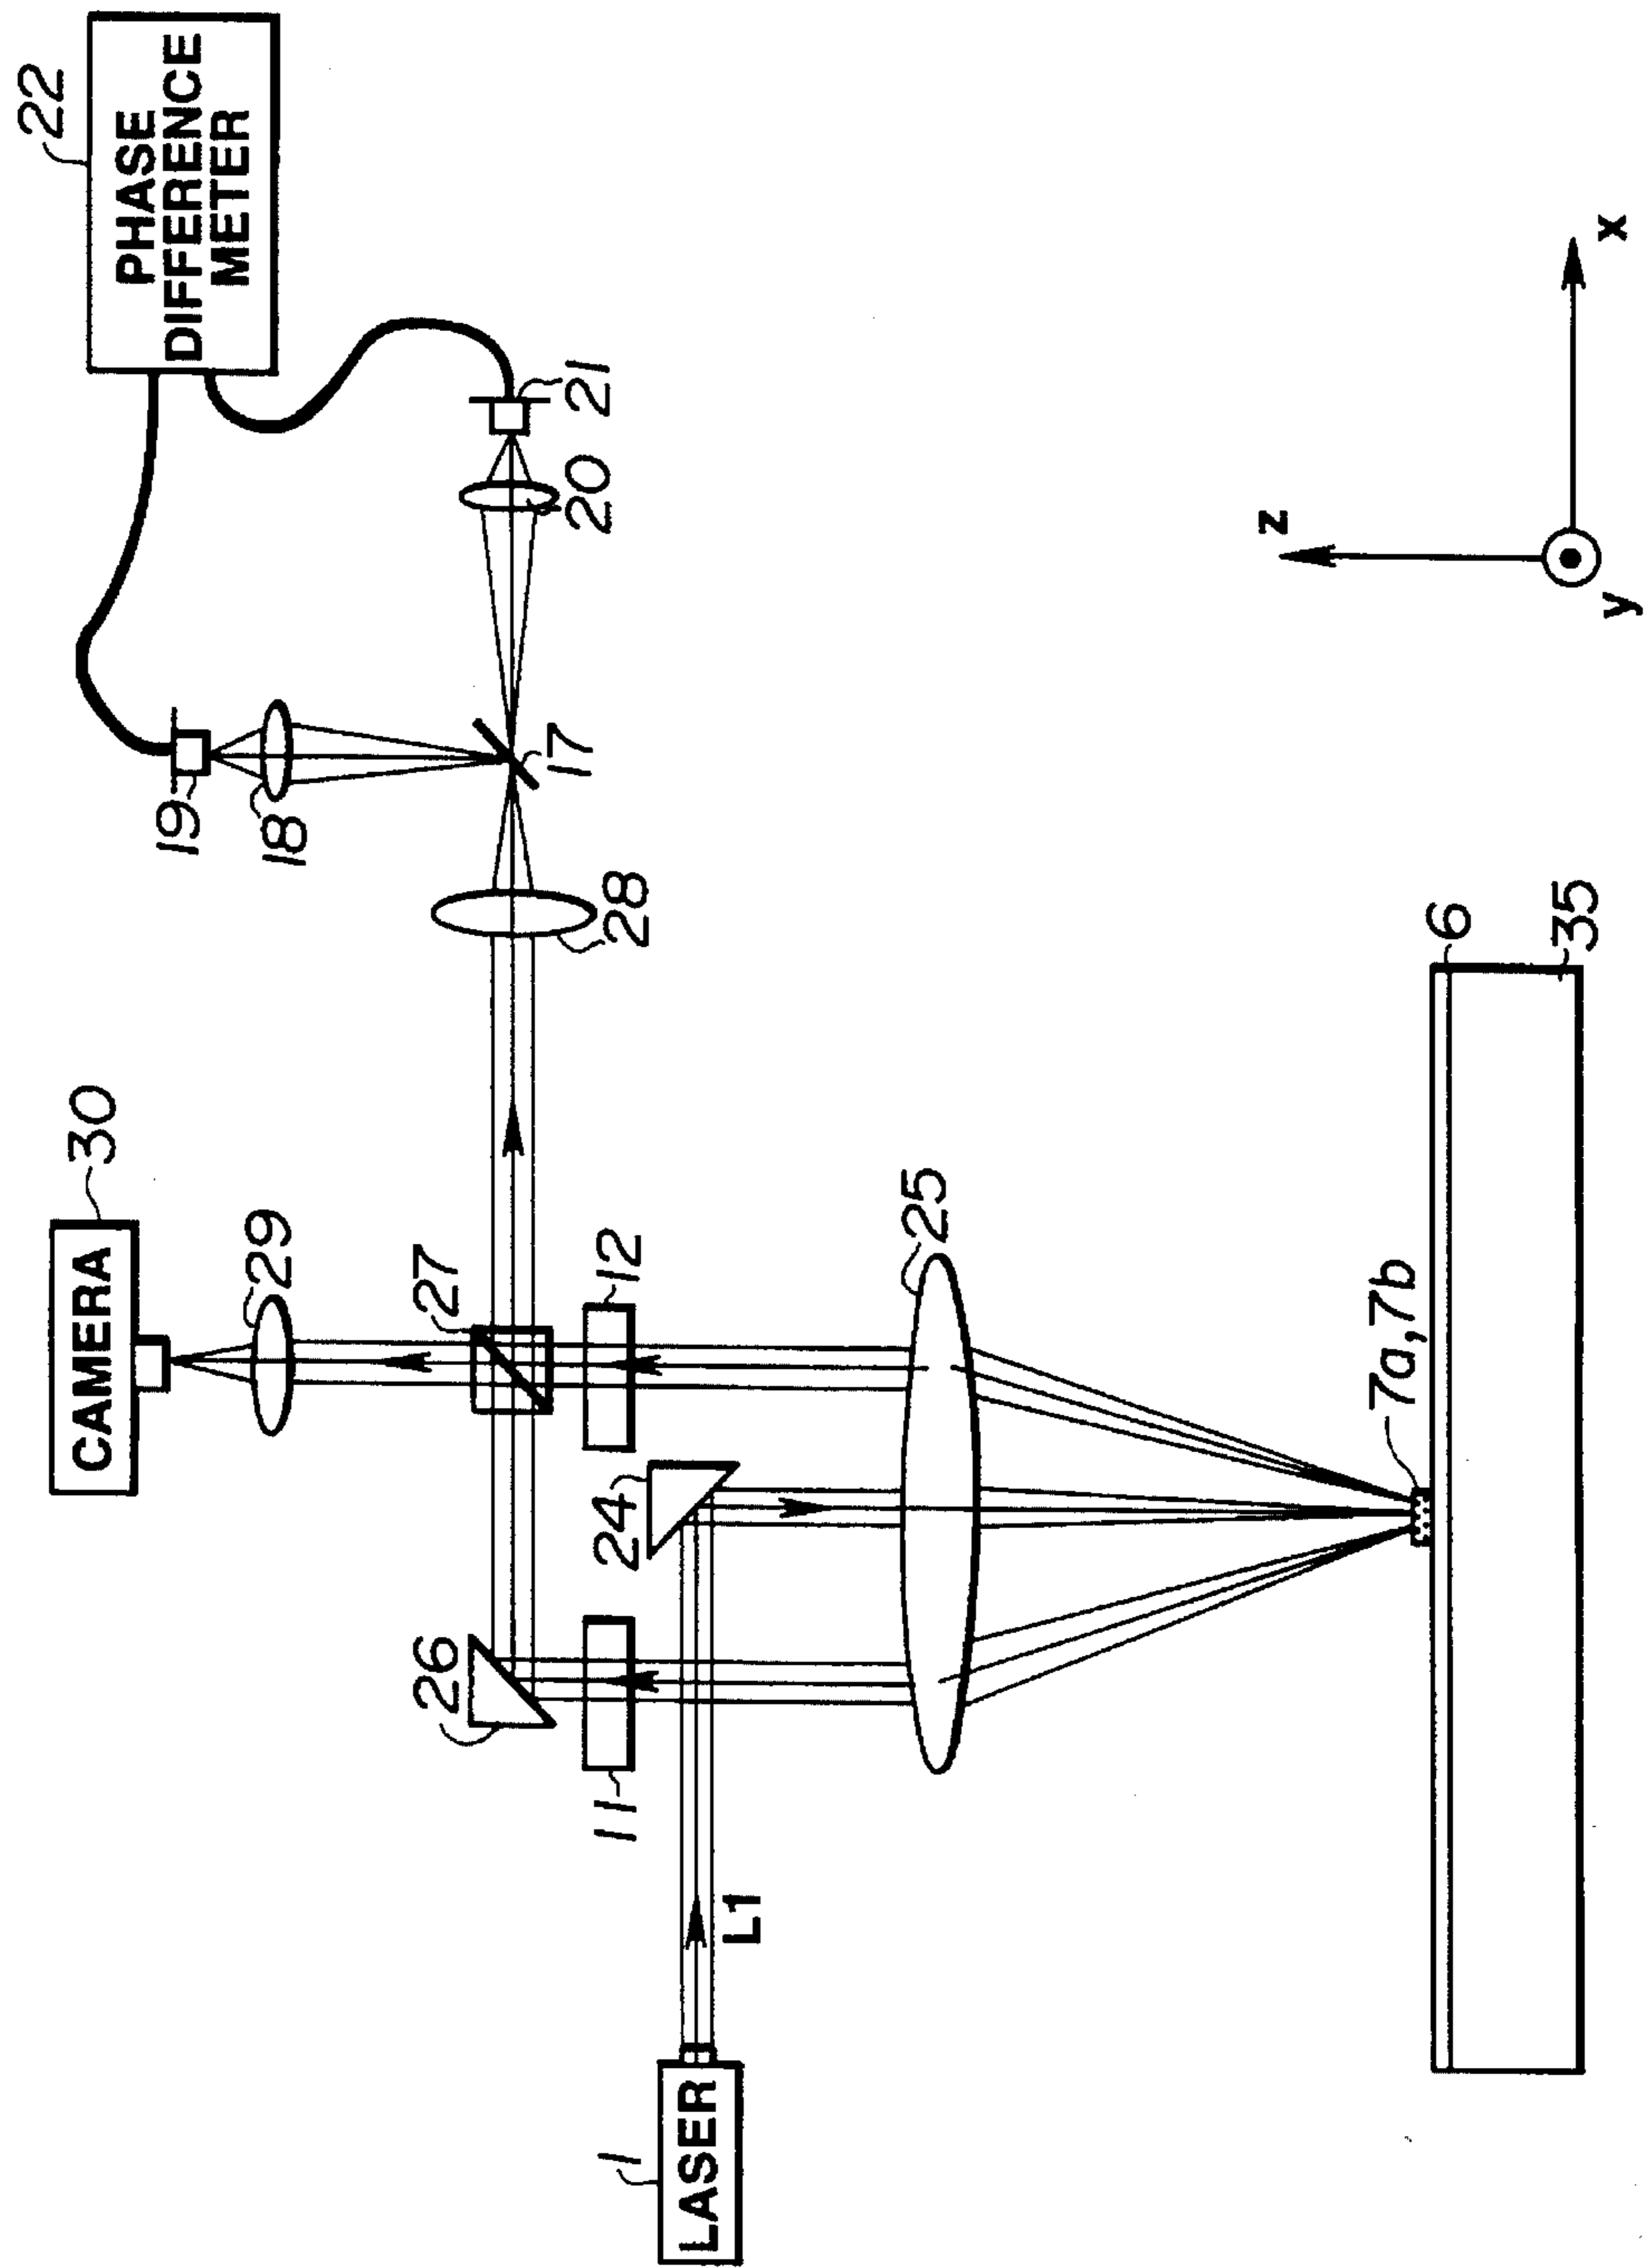 PHASE
DIFFERENCE
METER
22
CAMERA
30
29
27
12
26
24
11
25
28
17
18
19
20
21
LASER
1
L1
7a,7b
6
35
z
x
y